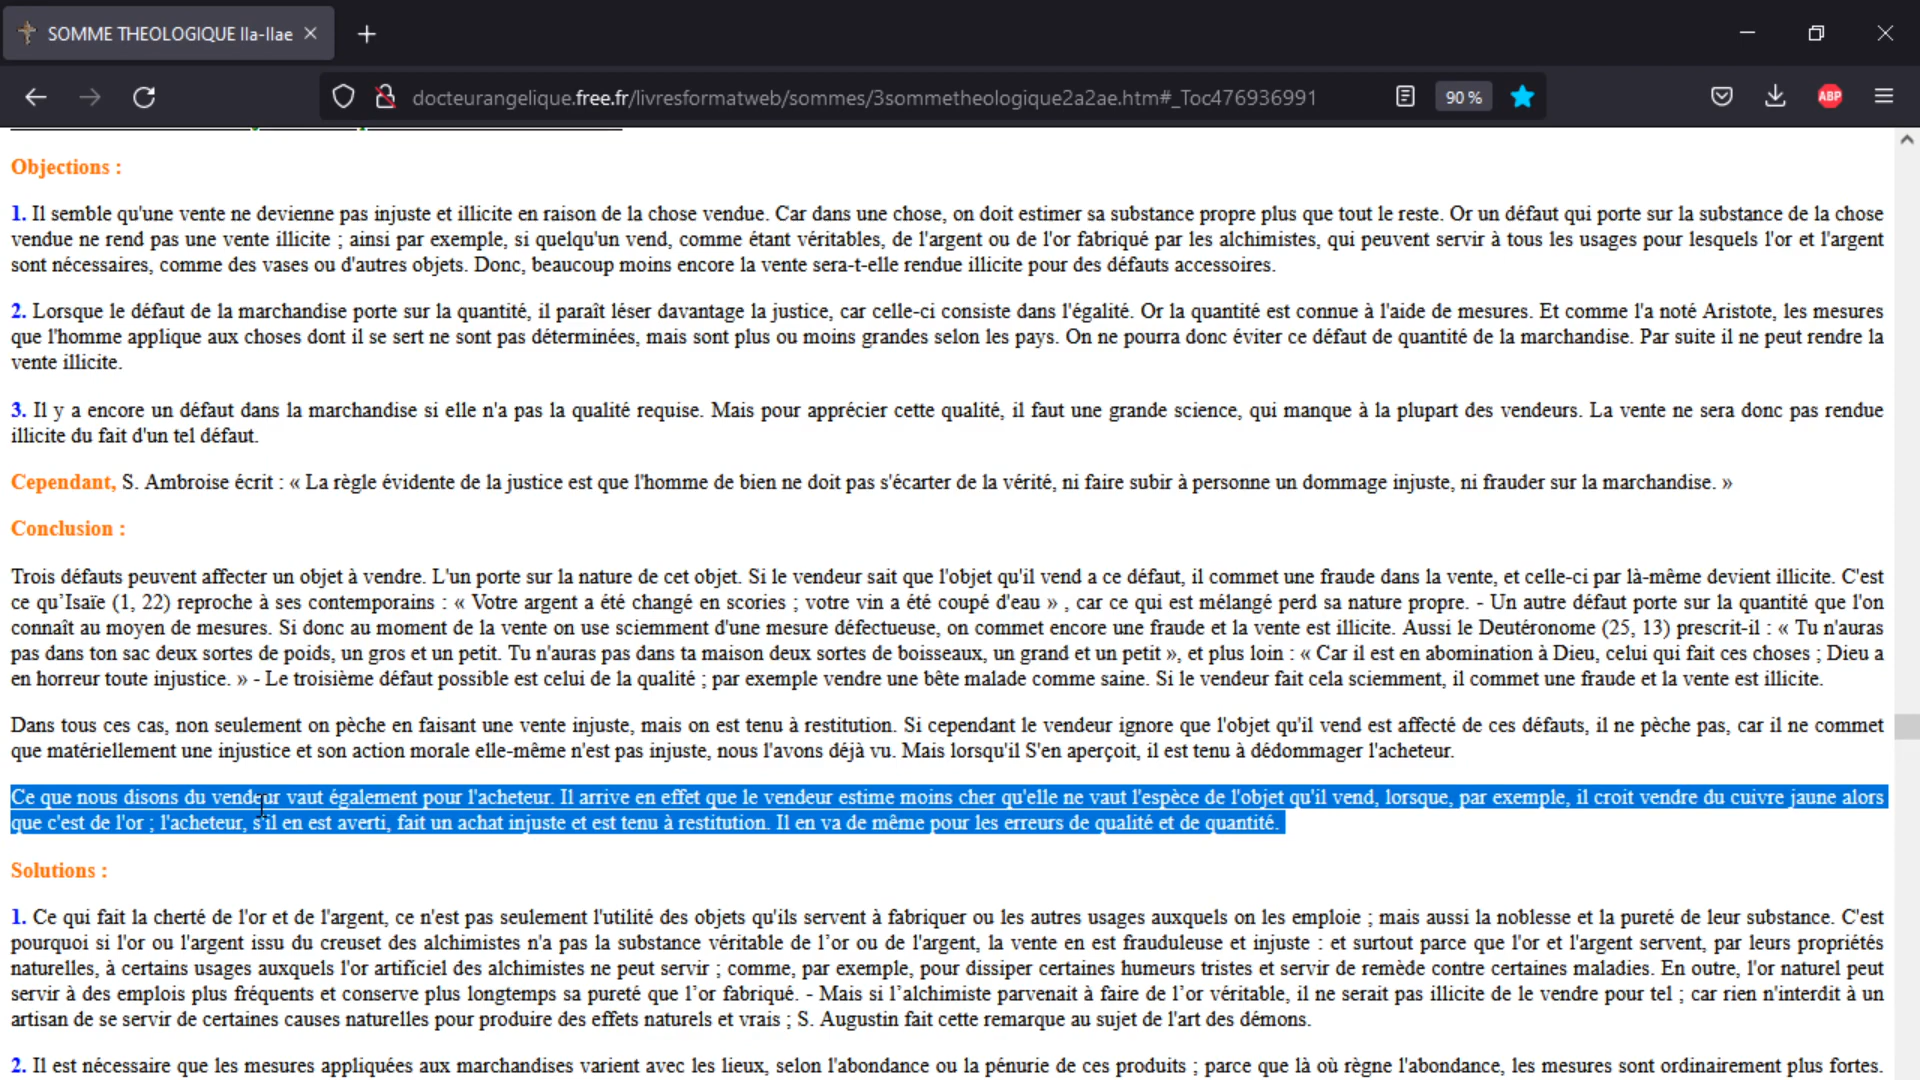 SOMME THEOLOGIQUE IIa-IIae
docteurangelique.free.fr/livresformatweb/sommes/3sommetheologique2a2ae.htm#_Toc476936991
90 %
ABP
Objections :
1. Il semble qu'une vente ne devienne pas injuste et illicite en raison de la chose vendue. Car dans une chose, on doit estimer sa substance propre plus que tout le reste. Or un défaut qui porte sur la substance de la chose
vendue ne rend pas une vente illicite ; ainsi par exemple, si quelqu'un vend, comme étant véritables, de l'argent ou de l'or fabriqué par les alchimistes, qui peuvent servir à tous les usages pour lesquels l'or et l'argent
sont nécessaires, comme des vases ou d'autres objets. Donc, beaucoup moins encore la vente sera-t-elle rendue illicite pour des défauts accessoires.
2. Lorsque le défaut de la marchandise porte sur la quantité, il paraît léser davantage la justice, car celle-ci consiste dans l'égalité. Or la quantité est connue à l'aide de mesures. Et comme l'a noté Aristote, les mesures
que l'homme applique aux choses dont il se sert ne sont pas déterminées, mais sont plus ou moins grandes selon les pays. On ne pourra donc éviter ce défaut de quantité de la marchandise. Par suite il ne peut rendre la
vente illicite.
3. Il y a encore un défaut dans la marchandise si elle n'a pas la qualité requise. Mais pour apprécier cette qualité, il faut une grande science, qui manque à la plupart des vendeurs. La vente ne sera donc pas rendue
illicite du fait d'un tel défaut.
Cependant, S. Ambroise écrit : « La règle évidente de la justice est que l'homme de bien ne doit pas s'écarter de la vérité, ni faire subir à personne un dommage injuste, ni frauder sur la marchandise. »
Conclusion :
Trois défauts peuvent affecter un objet à vendre. L'un porte sur la nature de cet objet. Si le vendeur sait que l'objet qu'il vend a ce défaut, il commet une fraude dans la vente, et celle-ci par là-même devient illicite. C'est
ce qu’Isaïe (1, 22) reproche à ses contemporains : « Votre argent a été changé en scories ; votre vin a été coupé d'eau » , car ce qui est mélangé perd sa nature propre. - Un autre défaut porte sur la quantité que l'on
connaît au moyen de mesures. Si donc au moment de la vente on use sciemment d'une mesure défectueuse, on commet encore une fraude et la vente est illicite. Aussi le Deutéronome (25, 13) prescrit-il : « Tu n'auras
pas dans ton sac deux sortes de poids, un gros et un petit. Tu n'auras pas dans ta maison deux sortes de boisseaux, un grand et un petit », et plus loin : « Car il est en abomination à Dieu, celui qui fait ces choses ; Dieu a
en horreur toute injustice. » - Le troisième défaut possible est celui de la qualité ; par exemple vendre une bête malade comme saine. Si le vendeur fait cela sciemment, il commet une fraude et la vente est illicite.
Dans tous ces cas, non seulement on pèche en faisant une vente injuste, mais on est tenu à restitution. Si cependant le vendeur ignore que l'objet qu'il vend est affecté de ces défauts, il ne pèche pas, car il ne commet
que matériellement une injustice et son action morale elle-même n'est pas injuste, nous l'avons déjà vu. Mais lorsqu'il S'en aperçoit, il est tenu à dédommager l'acheteur.
Ce que nous disons du vendeur vaut également pour l'acheteur. Il arrive en effet que le vendeur estime moins cher qu'elle ne vaut l'espèce de l'objet qu'il vend, lorsque, par exemple, il croit vendre du cuivre jaune alors
que c'est de l'or ; l'acheteur, s'il en est averti, fait un achat injuste et est tenu à restitution. Il en va de même pour les erreurs de qualité et de quantité.
Solutions :
1. Ce qui fait la cherté de l'or et de l'argent, ce n'est pas seulement l'utilité des objets qu'ils servent à fabriquer ou les autres usages auxquels on les emploie ; mais aussi la noblesse et la pureté de leur substance. C'est
pourquoi si l'or ou l'argent issu du creuset des alchimistes n'a pas la substance véritable de l’or ou de l'argent, la vente en est frauduleuse et injuste : et surtout parce que l'or et l'argent servent, par leurs propriétés
naturelles, à certains usages auxquels l'or artificiel des alchimistes ne peut servir ; comme, par exemple, pour dissiper certaines humeurs tristes et servir de remède contre certaines maladies. En outre, l'or naturel peut
servir à des emplois plus fréquents et conserve plus longtemps sa pureté que l’or fabriqué. - Mais si l’alchimiste parvenait à faire de l’or véritable, il ne serait pas illicite de le vendre pour tel ; car rien n'interdit à un
artisan de se servir de certaines causes naturelles pour produire des effets naturels et vrais ; S. Augustin fait cette remarque au sujet de l'art des démons.
2. Il est nécessaire que les mesures appliquées aux marchandises varient avec les lieux, selon l'abondance ou la pénurie de ces produits ; parce que là où règne l'abondance, les mesures sont ordinairement plus fortes.